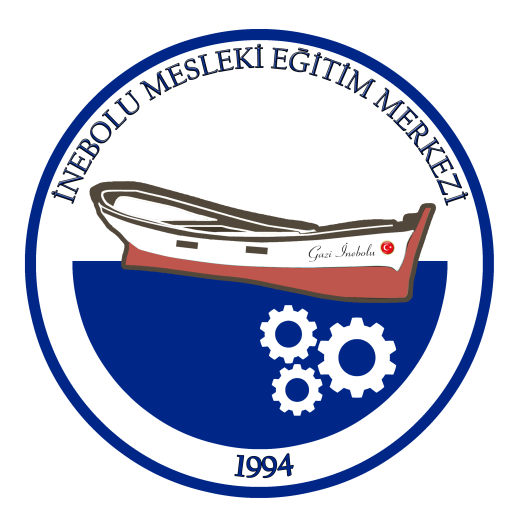 İNEBOLU MESLEKİ EĞİTİM MERKEZİ
Gazi İnebolu
1994